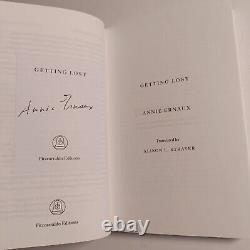 GETTING LOST
Annie Ernaux
Fitzcarraldo Editions
GETTING LOST
ANNIE ERNAUX
Translated by
ALISON L. STRAYER
Fitzcarraldo Editions